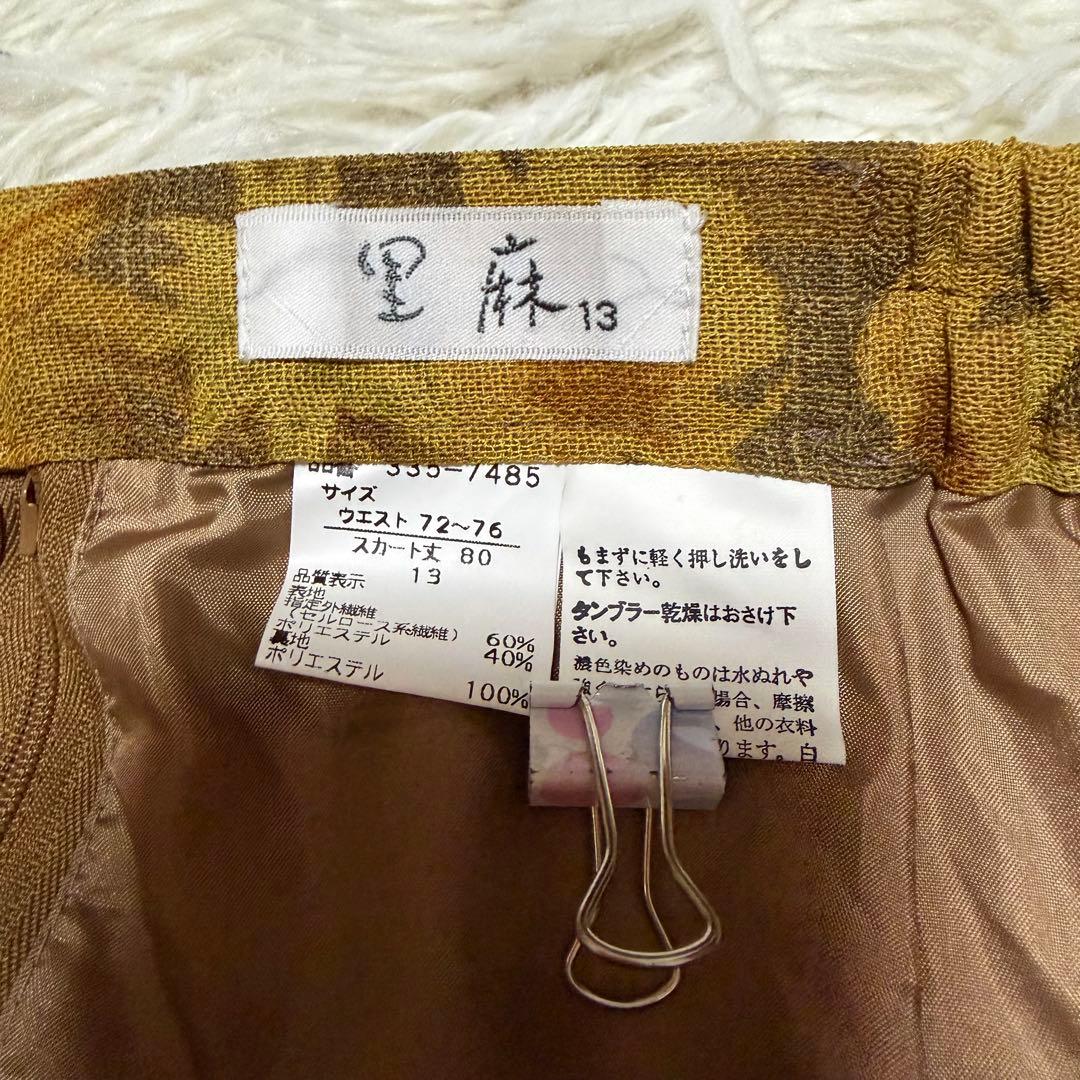 里麻 13
品番 335-7485
サイズ
ウエスト 72〜76
スカート丈 80
13
品質表示
表地
指定外繊維
(セルロース系繊維) 60%
ポリエステル 40%
裏地
ポリエステル 100%
もまずに軽く押し洗いをし
て下さい。
タンブラー乾燥はおさけ下
さい。
濃色染めのものは水ぬれや
強く
場合、摩擦
、他の衣料
ります。白